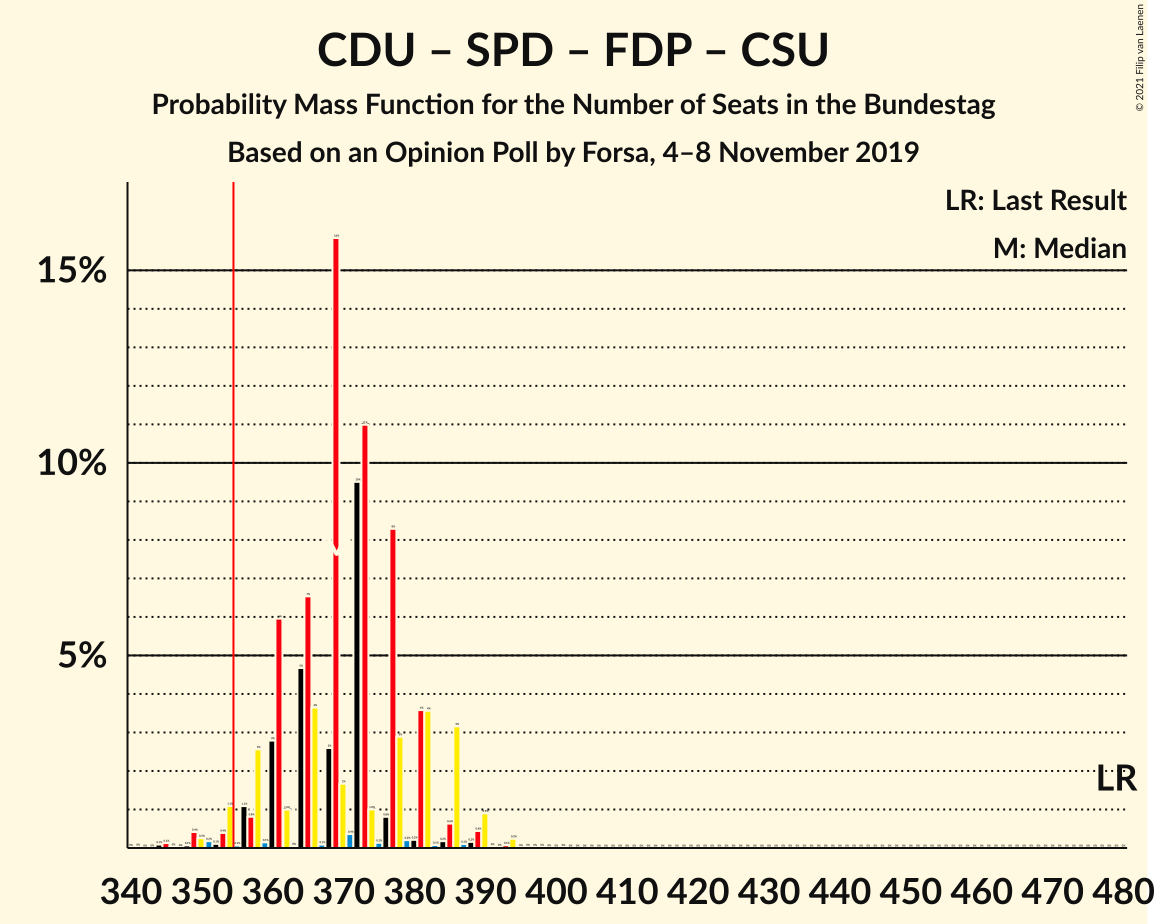 CDU – SPD – FDP – CSU
Probability Mass Function for the Number of Seats in the Bundestag
Based on an Opinion Poll by Forsa, 4–8 November 2019
© 2021 Filip van Laenen
LR: Last Result
M: Median
15%
10%
5%
LR
340 350 360 370 380 390 400 410 420 430 440 450 460 470 480